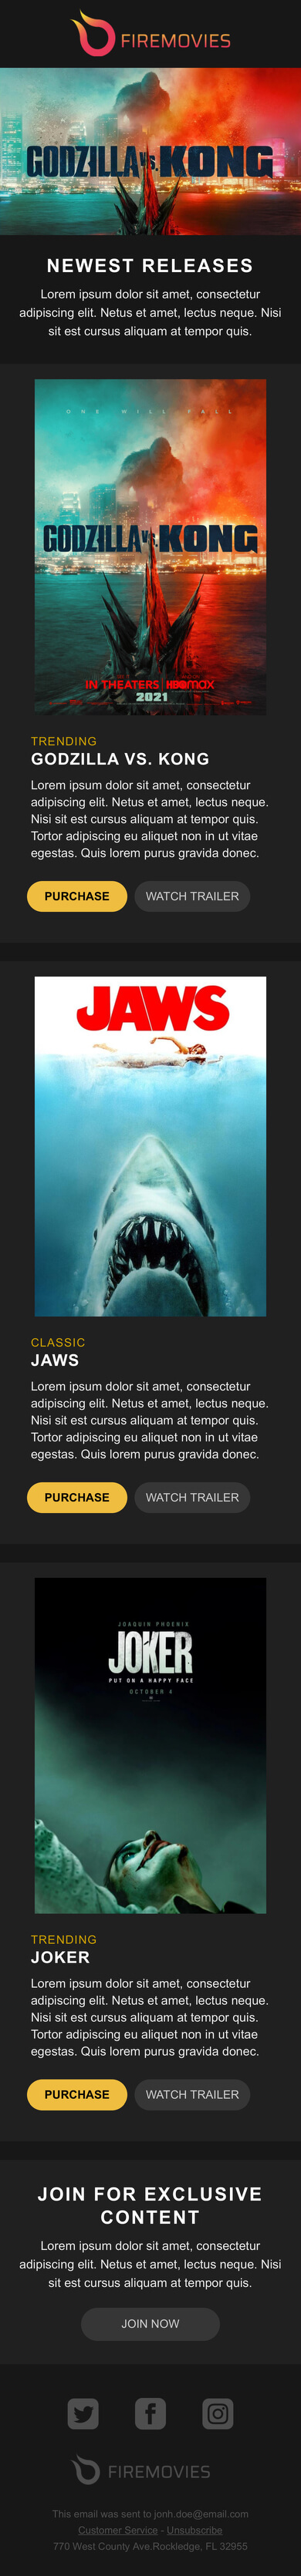 FIREMOVIES
GODZILLA VS. KONG
NEWEST RELEASES
Lorem ipsum dolor sit amet, consectetur
adipiscing elit. Netus et amet, lectus neque. Nisi
sit est cursus aliquam at tempor quis.
ONE WILL FALL
GODZILLA VS. KONG
IN THEATERS HBOMAX
2021
TRENDING
GODZILLA VS. KONG
Lorem ipsum dolor sit amet, consectetur
adipiscing elit. Netus et amet, lectus neque.
Nisi sit est cursus aliquam at tempor quis.
Tortor adipiscing eu aliquet non in ut vitae
egestas. Quis lorem purus gravida donec.
PURCHASE WATCH TRAILER
JAWS
CLASSIC
JAWS
Lorem ipsum dolor sit amet, consectetur
adipiscing elit. Netus et amet, lectus neque.
Nisi sit est cursus aliquam at tempor quis.
Tortor adipiscing eu aliquet non in ut vitae
egestas. Quis lorem purus gravida donec.
PURCHASE WATCH TRAILER
JOAQUIN PHOENIX
JOKER
PUT ON A HAPPY FACE
OCTOBER 4
TRENDING
JOKER
Lorem ipsum dolor sit amet, consectetur
adipiscing elit. Netus et amet, lectus neque.
Nisi sit est cursus aliquam at tempor quis.
Tortor adipiscing eu aliquet non in ut vitae
egestas. Quis lorem purus gravida donec.
PURCHASE WATCH TRAILER
JOIN FOR EXCLUSIVE
CONTENT
Lorem ipsum dolor sit amet, consectetur
adipiscing elit. Netus et amet, lectus neque. Nisi
sit est cursus aliquam at tempor quis.
JOIN NOW
FIREMOVIES
This email was sent to jonh.doe@email.com
Customer Service - Unsubscribe
770 West County Ave.Rockledge, FL 32955